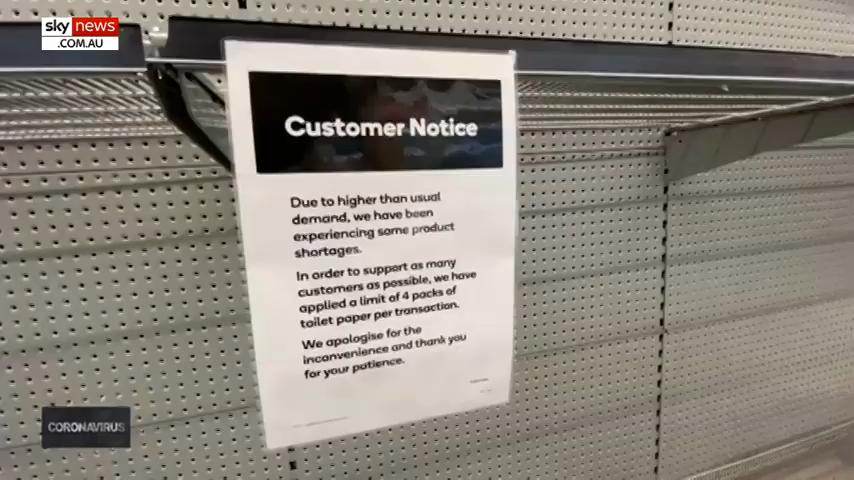 sky news
.COM.AU
Customer Notice
Due to higher than usual
demand, we have been
experiencing some product
shortages.
In order to support as many
customers as possible, we have
applied a limit of 4 packs of
toilet paper per transaction.
We apologise for the
inconvenience and thank you
for your patience.
CORONAVIRUS